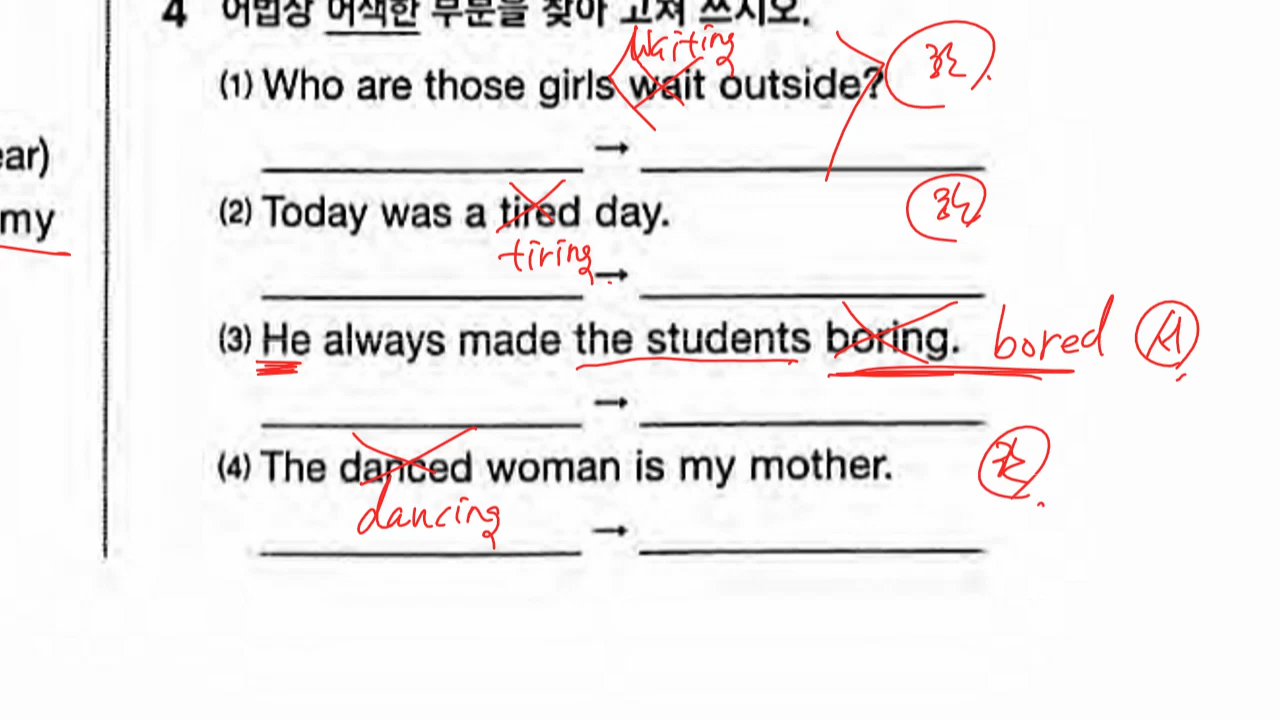 4 어법상 어색한 부분을 찾아 고쳐 쓰시오.
waiting
(1) Who are those girls wait outside?
→
ear)
(2) Today was a tired day.
my
tiring
→
(3) He always made the students boring. bored
→
(4) The danced woman is my mother.
dancing
→